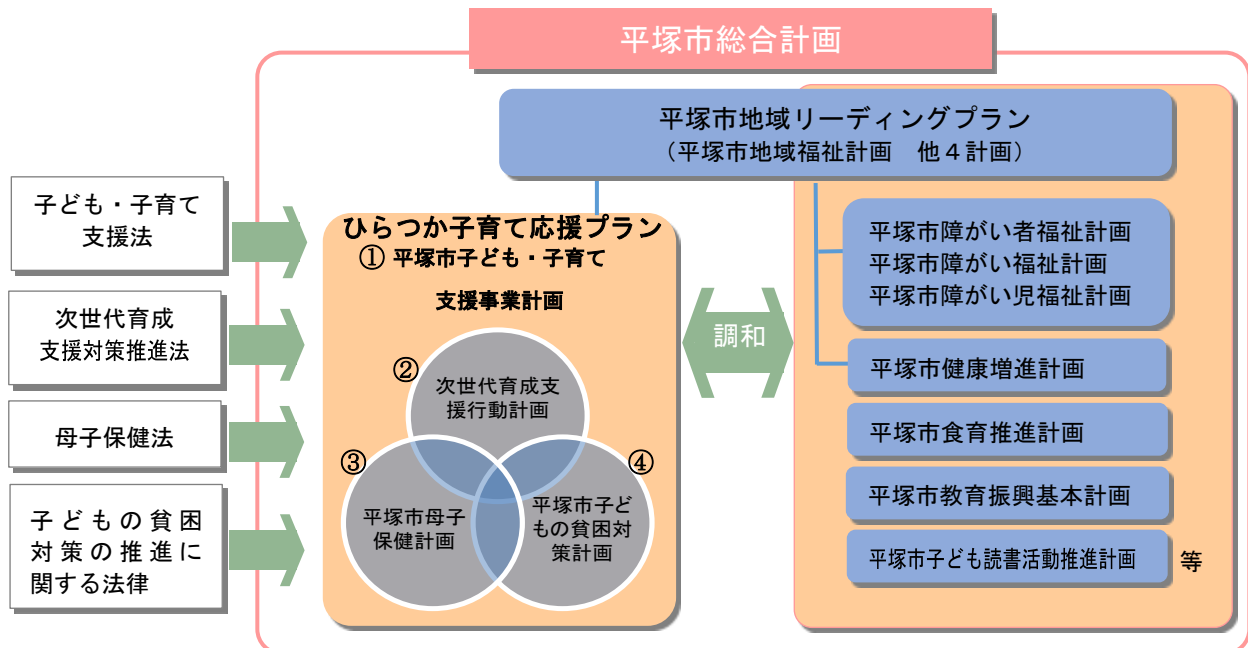 平塚市総合計画
平塚市地域リーディングプラン
（平塚市地域福祉計画　他４計画）
子ども・子育て
支援法
次世代育成
支援対策推進法
母子保健法
子どもの貧困
対策の推進に
関する法律
ひらつか子育て応援プラン
① 平塚市子ども・子育て
支援事業計画
②
次世代育成支
援行動計画
③
平塚市母子
保健計画
④
平塚市子ど
もの貧困対
策計画
調和
平塚市障がい者福祉計画
平塚市障がい福祉計画
平塚市障がい児福祉計画
平塚市健康増進計画
平塚市食育推進計画
平塚市教育振興基本計画
平塚市子ども読書活動推進計画
等